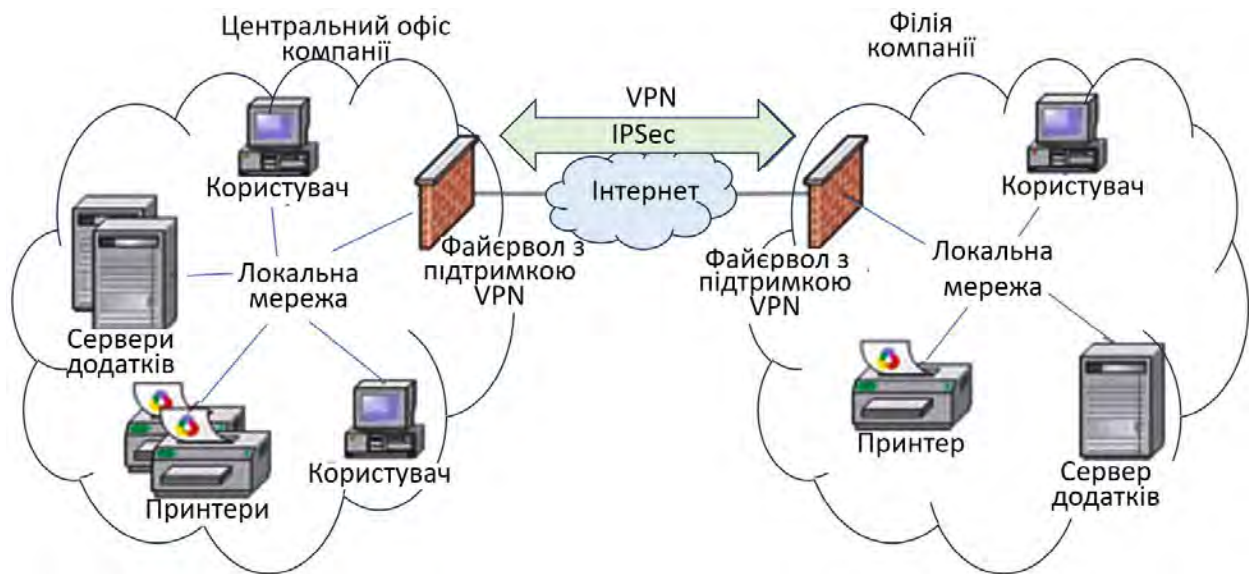 Центральний офіс
компанії
Філія
компанії
VPN
IPSec
Інтернет
Користувач
Файєрвол з
підтримкою
VPN
Локальна
мережа
Сервери
додатків
Принтери
Користувач
Файєрвол з
підтримкою
VPN
Користувач
Локальна
мережа
Принтер
Сервер
додатків